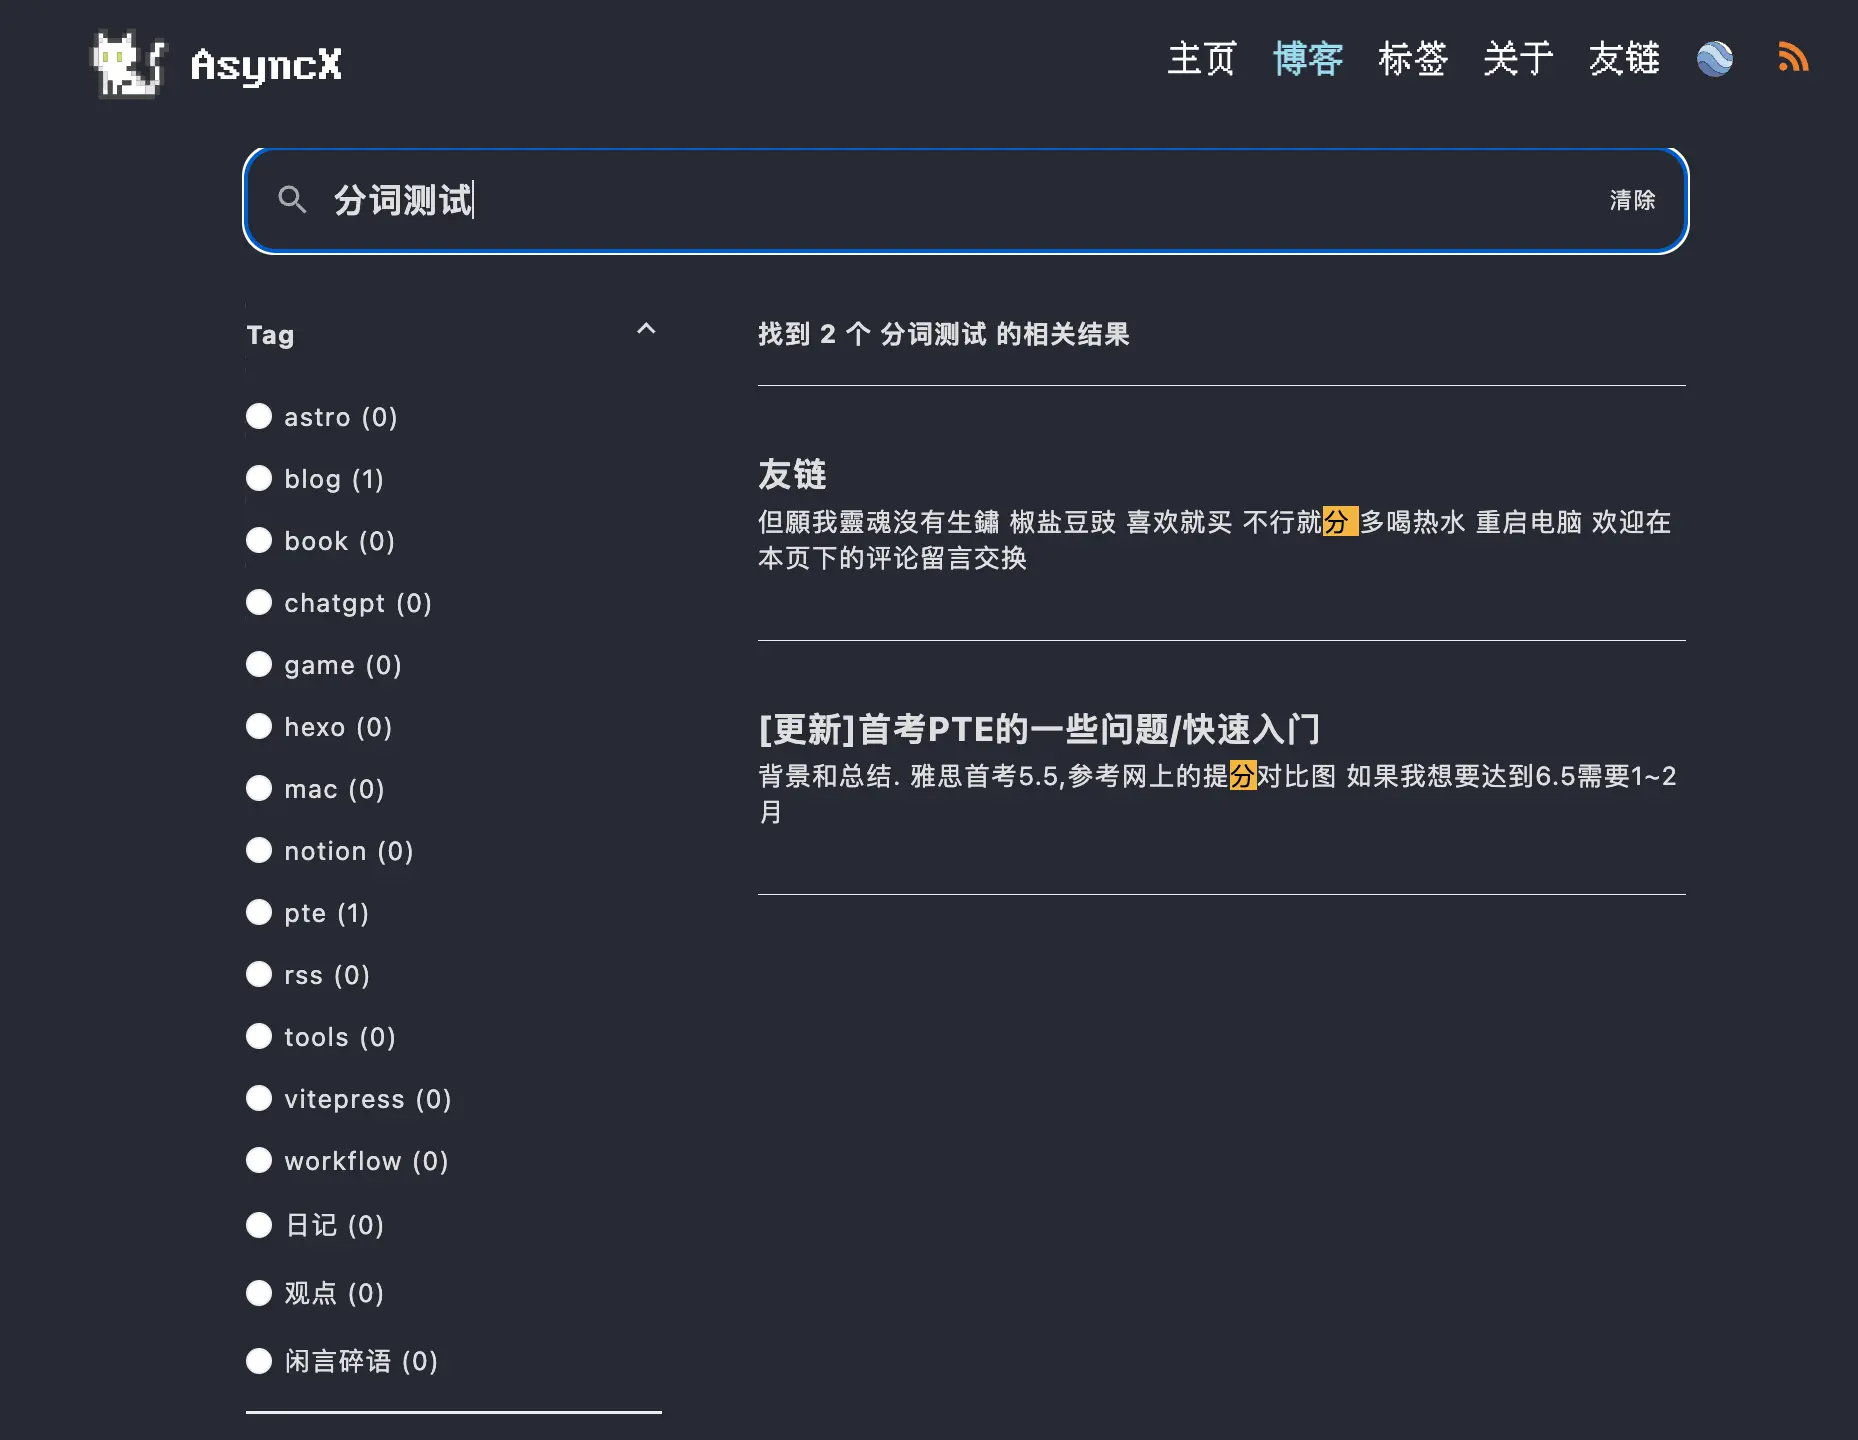 AsyncX
主页 博客 标签 关于 友链
分词测试 清除
Tag
astro (0)
blog (1)
book (0)
chatgpt (0)
game (0)
hexo (0)
mac (0)
notion (0)
pte (1)
rss (0)
tools (0)
vitepress (0)
workflow (0)
日记 (0)
观点 (0)
闲言碎语 (0)
找到 2 个 分词测试 的相关结果
友链
但願我靈魂沒有生鏽 椒盐豆豉 喜欢就买 不行就分 多喝热水 重启电脑 欢迎在
本页下的评论留言交换
[更新]首考PTE的一些问题/快速入门
背景和总结. 雅思首考5.5,参考网上的提分对比图 如果我想要达到6.5需要1~2
月